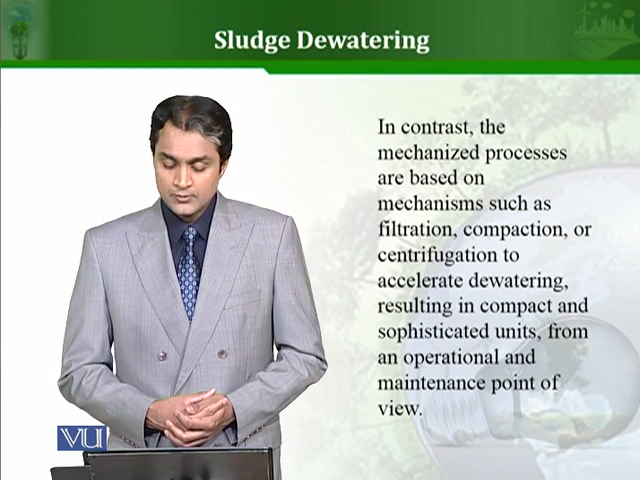 Sludge Dewatering
In contrast, the
mechanized processes
are based on
mechanisms such as
filtration, compaction, or
centrifugation to
accelerate dewatering,
resulting in compact and
sophisticated units, from
an operational and
maintenance point of
view.
VU